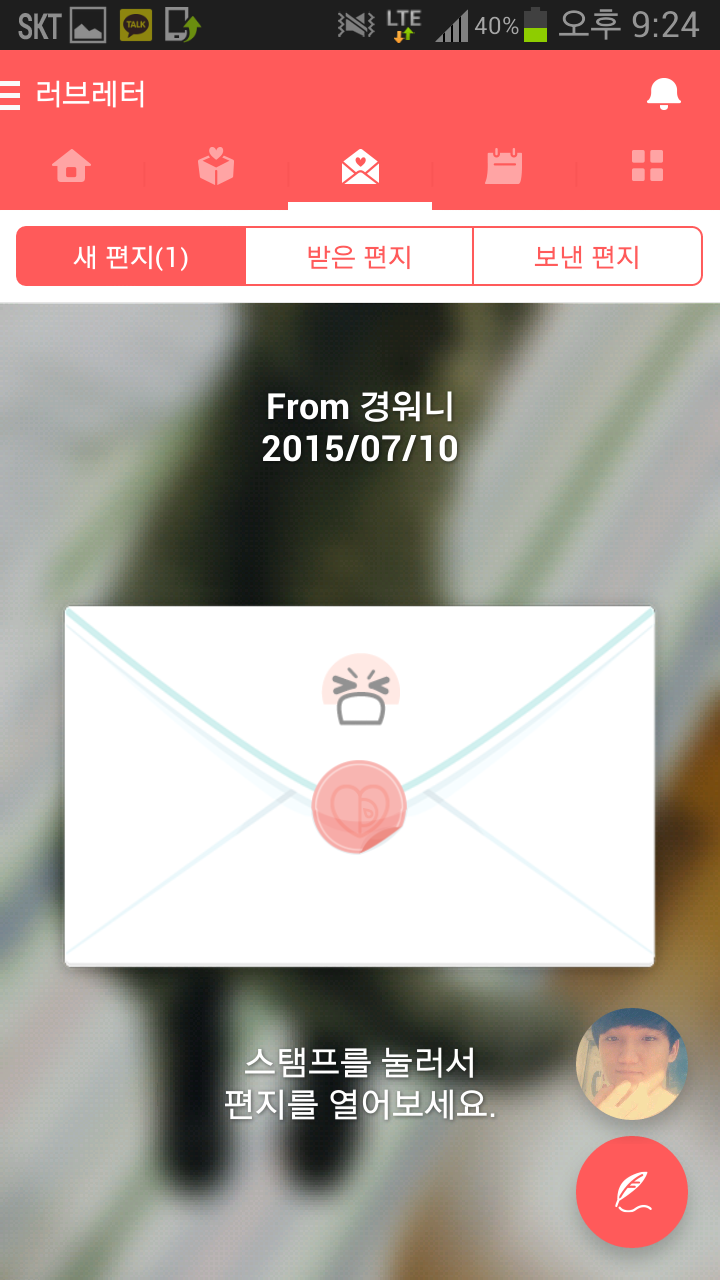 SKT TALK LTE 40% 오후 9:24
러브레터
새 편지(1) 받은 편지 보낸 편지
From 경워니
2015/07/10
스탬프를 눌러서
편지를 열어보세요.